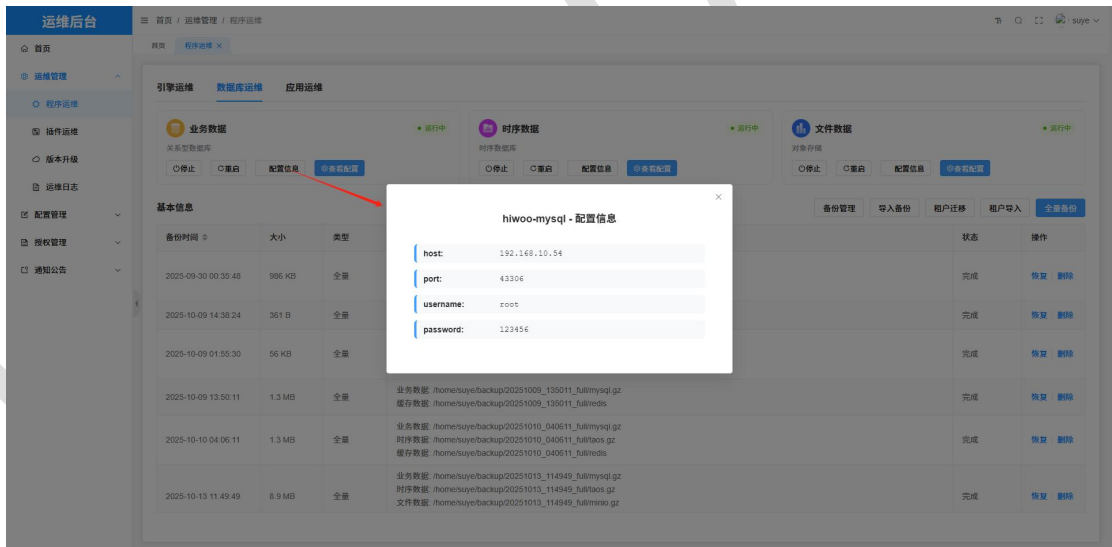 运维后台
首页 / 运维管理 / 程序运维
suye
首页
首页 程序运维 ×
运维管理
程序运维
插件运维
版本升级
运维日志
配置管理
授权管理
通知公告
引擎运维 数据库运维 应用运维
业务数据 运行中
关系型数据库
停止 重启 配置信息 查看配置
时序数据 运行中
时序数据库
停止 重启 配置信息 查看配置
文件数据 运行中
对象存储
停止 重启 配置信息 查看配置
基本信息 备份管理 导入备份 租户迁移 租户导入 全量备份
hiwoo-mysql - 配置信息
host: 192.168.10.54
port: 43306
username: root
password: 123456
备份时间 大小 类型 状态 操作
2025-09-30 00:35:48 986 KB 全量 完成 恢复 删除
2025-10-09 14:38:24 361 B 全量 完成 恢复 删除
2025-10-09 01:55:30 56 KB 全量 完成 恢复 删除
2025-10-09 13:50:11 1.3 MB 全量 业务数据: /home/suye/backup/20251009_135011_full/mysql.gz
缓存数据: /home/suye/backup/20251009_135011_full/redis 完成 恢复 删除
2025-10-10 04:06:11 1.3 MB 全量 业务数据: /home/suye/backup/20251010_040611_full/mysql.gz
时序数据: /home/suye/backup/20251010_040611_full/taos.gz
缓存数据: /home/suye/backup/20251010_040611_full/redis 完成 恢复 删除
2025-10-13 11:49:49 8.9 MB 全量 业务数据: /home/suye/backup/20251013_114949_full/mysql.gz
时序数据: /home/suye/backup/20251013_114949_full/taos.gz
文件数据: /home/suye/backup/20251013_114949_full/minio.gz 完成 恢复 删除